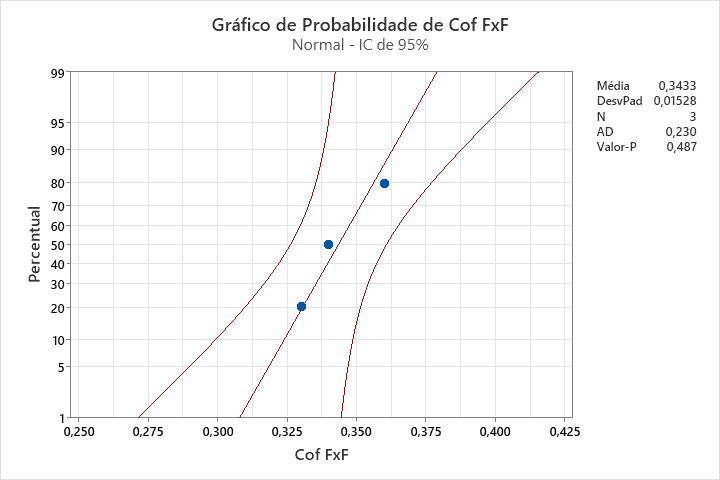 Gráfico de Probabilidade de Cof FxF
Normal - IC de 95%
Média 0,3433
DesvPad 0,01528
N 3
AD 0,230
Valor-P 0,487
Percentual
99
95
90
80
70
60
50
40
30
20
10
5
1
0,250 0,275 0,300 0,325 0,350 0,375 0,400 0,425
Cof FxF